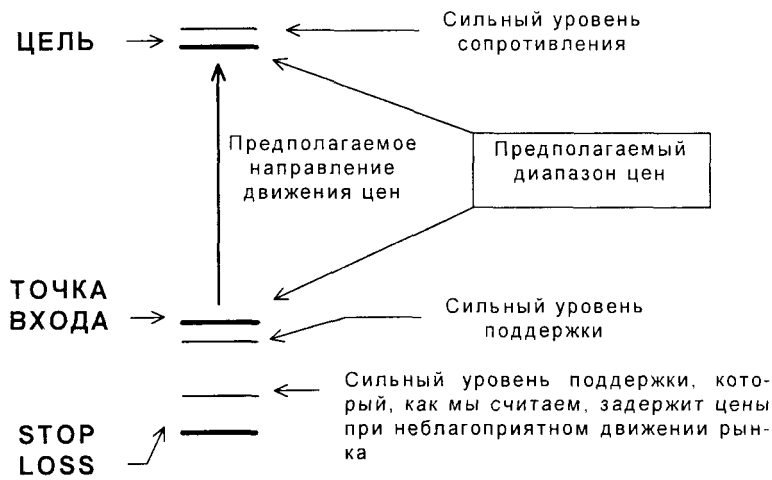 Сильный уровень
сопротивления
ЦЕЛЬ
Предполагаемое
направление
движения цен
Предполагаемый
диапазон цен
ТОЧКА
ВХОДА
Сильный уровень
поддержки
Сильный уровень поддержки, кото-
рый, как мы считаем, задержит цены
при неблагоприятном движении рын-
ка
STOP
LOSS